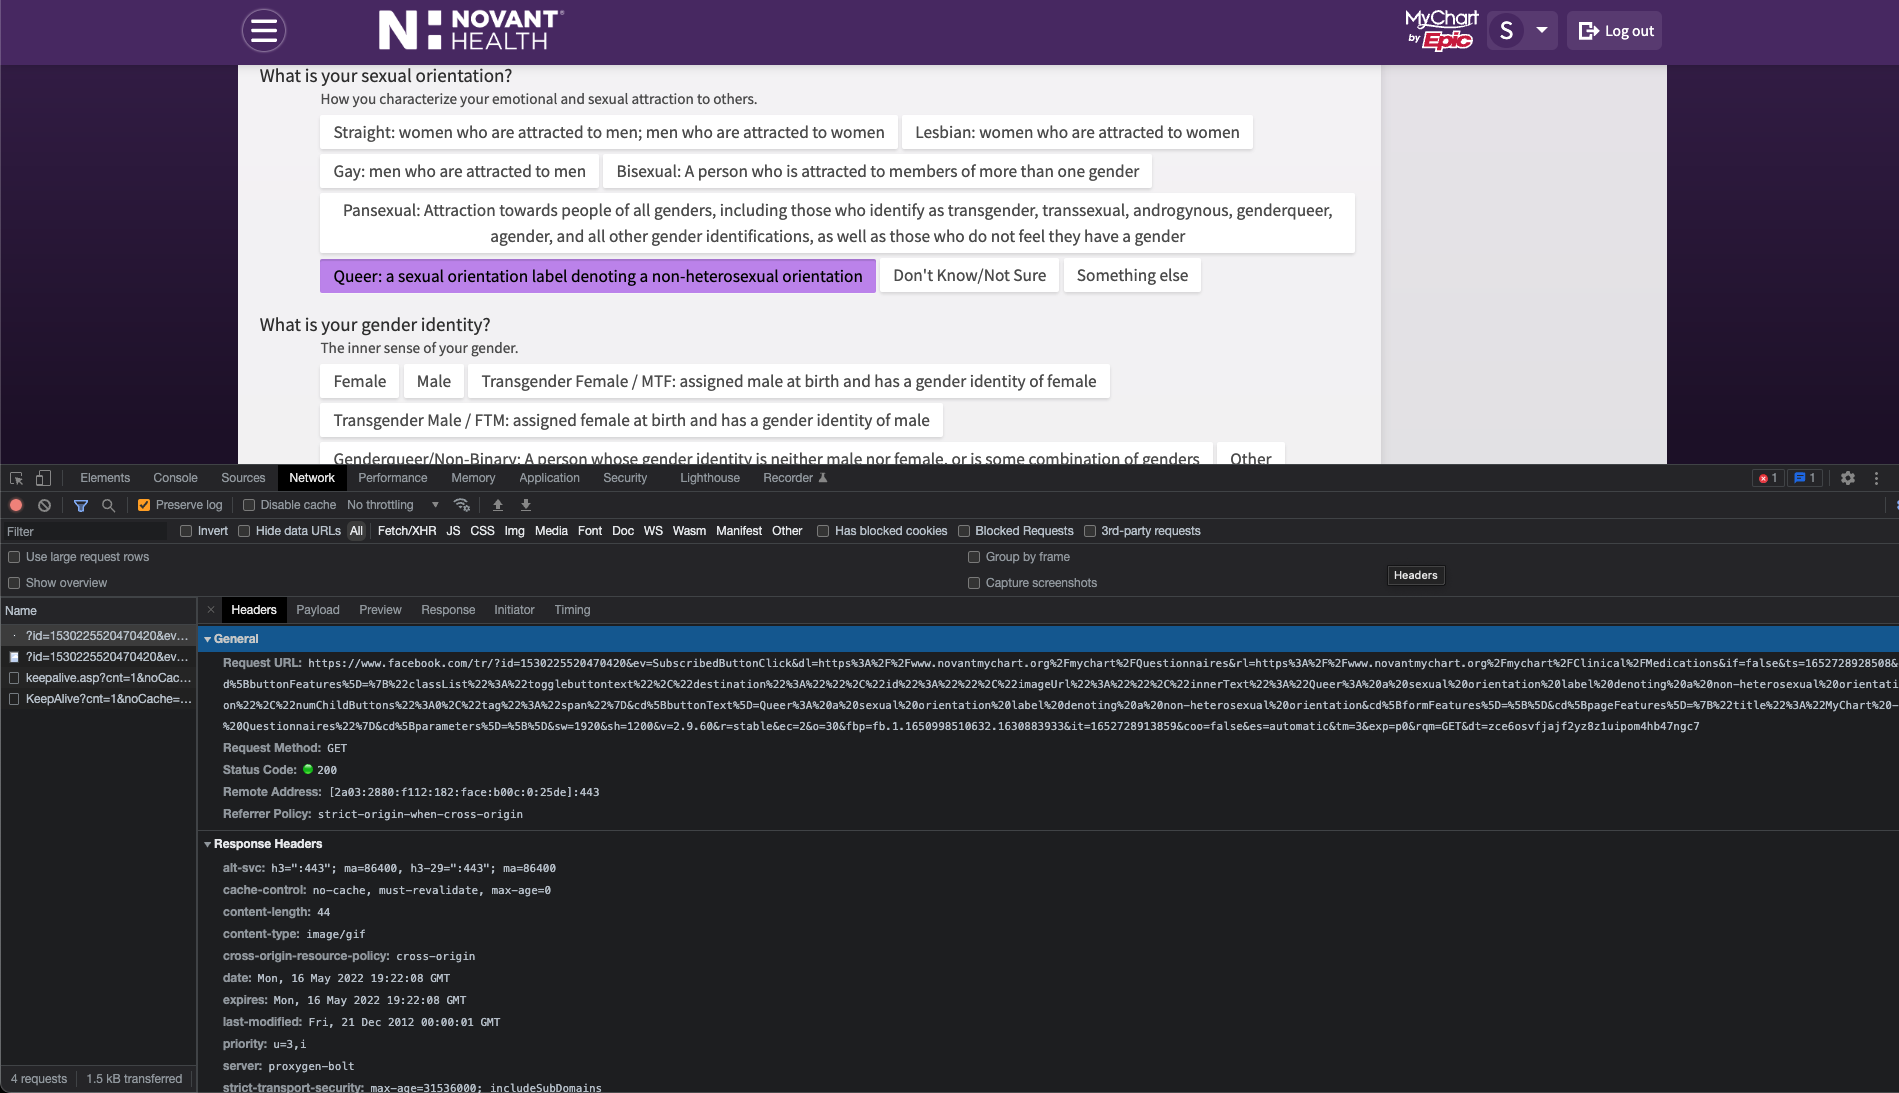 NOVANT®
HEALTH
MyChart
by Epic
S
Log out
What is your sexual orientation?
How you characterize your emotional and sexual attraction to others.
Straight: women who are attracted to men; men who are attracted to women
Lesbian: women who are attracted to women
Gay: men who are attracted to men
Bisexual: A person who is attracted to members of more than one gender
Pansexual: Attraction towards people of all genders, including those who identify as transgender, transsexual, androgynous, genderqueer,
agender, and all other gender identifications, as well as those who do not feel they have a gender
Queer: a sexual orientation label denoting a non-heterosexual orientation
Don't Know/Not Sure
Something else
What is your gender identity?
The inner sense of your gender.
Female
Male
Transgender Female / MTF: assigned male at birth and has a gender identity of female
Transgender Male / FTM: assigned female at birth and has a gender identity of male
Genderqueer/Non-Binary: A person whose gender identity is neither male nor female, or is some combination of genders
Other
Elements Console Sources Network Performance Memory Application Security Lighthouse Recorder 1 1
Preserve log Disable cache No throttling
Filter Invert Hide data URLs All Fetch/XHR JS CSS Img Media Font Doc WS Wasm Manifest Other Has blocked cookies Blocked Requests 3rd-party requests
Use large request rows Group by frame
Headers
Show overview Capture screenshots
Name
?id=1530225520470420&ev...
?id=1530225520470420&ev...
keepalive.asp?cnt=1&noCac...
KeepAlive?cnt=1&noCache=...
4 requests 1.5 kB transferred
Headers Payload Preview Response Initiator Timing
General
Request URL: https://www.facebook.com/tr/?id=1530225520470420&ev=SubscribedButtonClick&dl=https%3A%2F%2Fwww.novantmychart.org%2Fmychart%2FQuestionnaires&rl=https%3A%2F%2Fwww.novantmychart.org%2Fmychart%2FClinical%2FMedications&if=false&ts=1652728928508&
d%5BbuttonFeatures%5D=%7B%22classList%22%3A%22togglebuttontext%22%2C%22destination%22%3A%22%22%2C%22id%22%3A%22%22%2C%22imageUrl%22%3A%22%22%2C%22innerText%22%3A%22Queer%3A%20a%20sexual%20orientation%20label%20denoting%20a%20non-heterosexual%20orientati
on%22%2C%22numChildButtons%22%3A0%2C%22tag%22%3A%22span%22%7D&cd%5BbuttonText%5D=Queer%3A%20a%20sexual%20orientation%20label%20denoting%20a%20non-heterosexual%20orientation&cd%5BformFeatures%5D=%5B%5D&cd%5BpageFeatures%5D=%7B%22title%22%3A%22MyChart%20-
%20Questionnaires%22%7D&cd%5Bparameters%5D=%5B%5D&sw=1920&sh=1200&v=2.9.60&r=stable&ec=2&o=30&fbp=fb.1.1650998510632.1630883933&it=1652728913859&coo=false&es=automatic&tm=3&exp=p0&rqm=GET&dt=zce6osvfjajf2yz8z1uipom4hb47ngc7
Request Method: GET
Status Code: 200
Remote Address: [2a03:2880:f112:182:face:b00c:0:25de]:443
Referrer Policy: strict-origin-when-cross-origin
Response Headers
alt-svc: h3=":443"; ma=86400, h3-29=":443"; ma=86400
cache-control: no-cache, must-revalidate, max-age=0
content-length: 44
content-type: image/gif
cross-origin-resource-policy: cross-origin
date: Mon, 16 May 2022 19:22:08 GMT
expires: Mon, 16 May 2022 19:22:08 GMT
last-modified: Fri, 21 Dec 2012 00:00:01 GMT
priority: u=3,i
server: proxygen-bolt
strict-transport-security: max-age=31536000; includeSubDomains